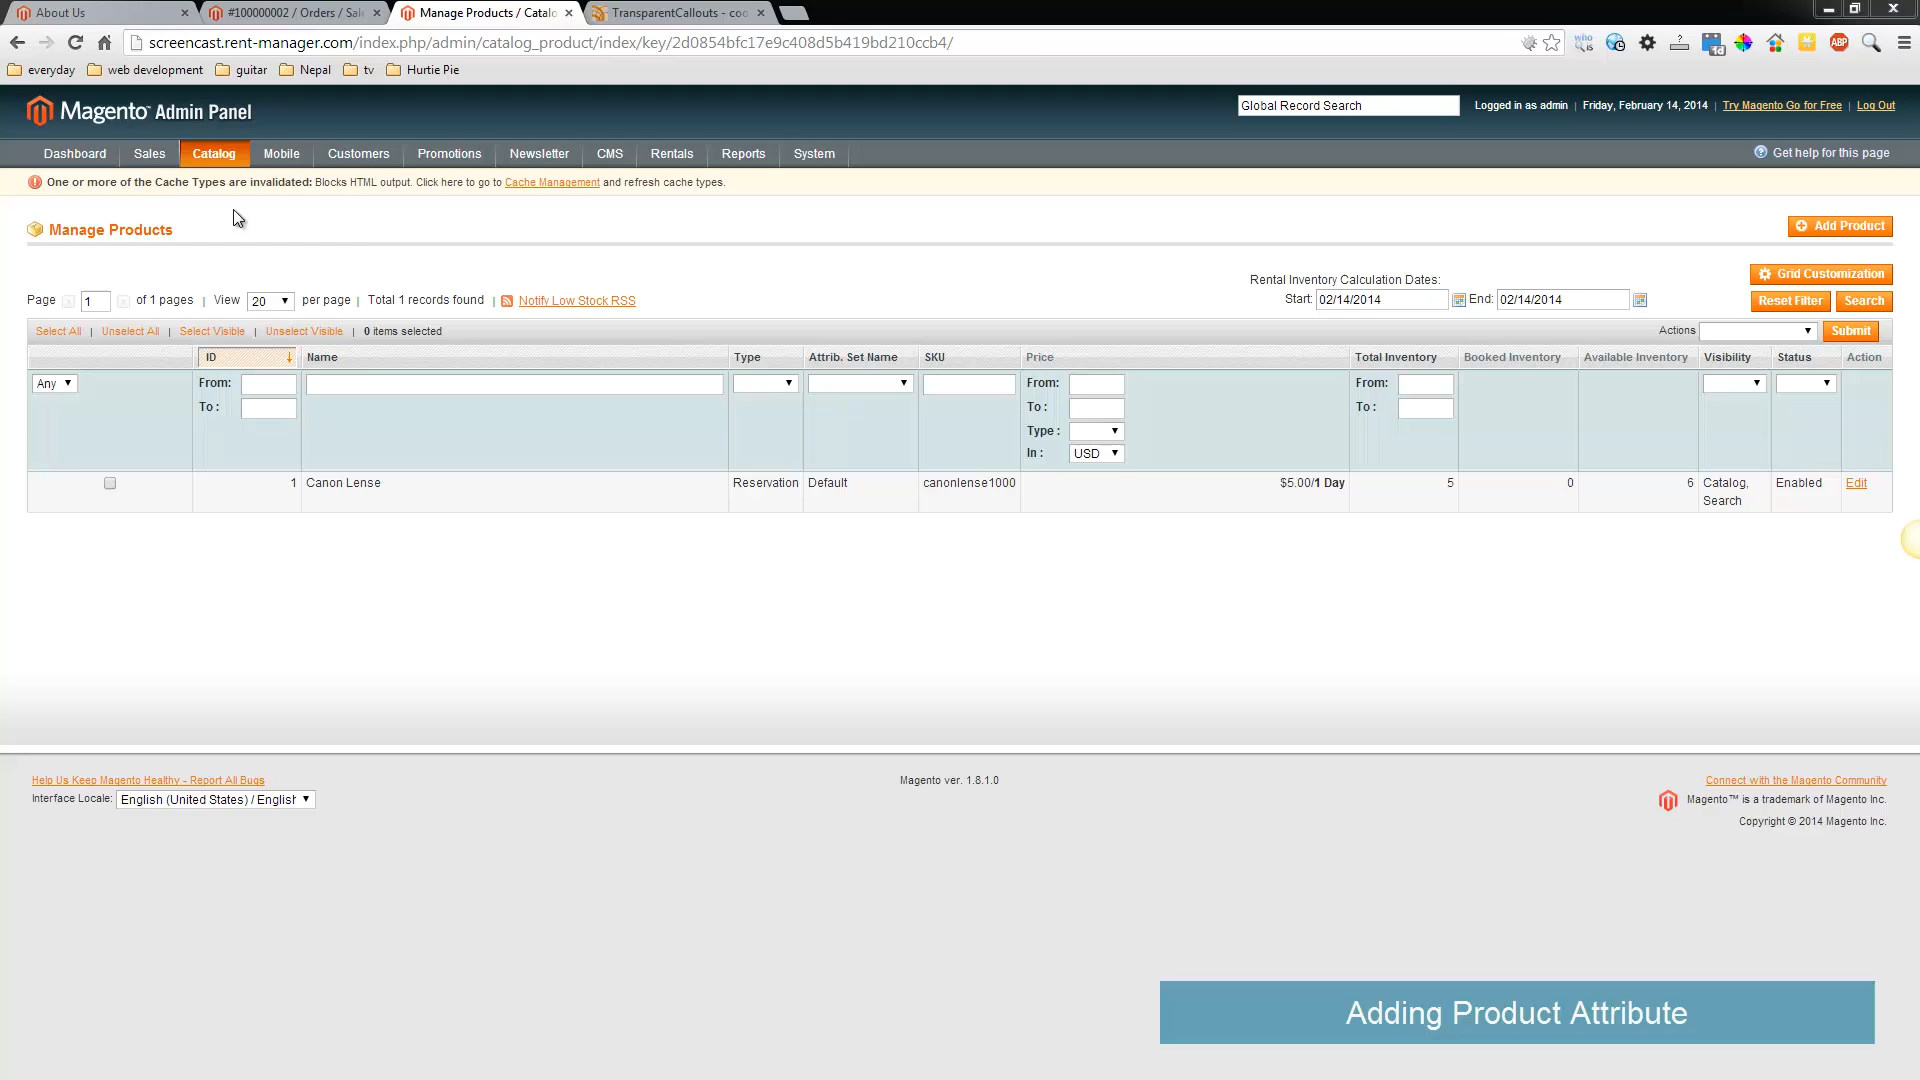 About Us
#100000002 / Orders / Sal
Manage Products / Catalo
TransparentCallouts - coo
screencast.rent-manager.com/index.php/admin/catalog_product/index/key/2d0854bfc17e9c408d5b419bd210ccb4/
everyday web development guitar Nepal tv Hurtie Pie
Magento™ Admin Panel
Global Record Search
Logged in as admin | Friday, February 14, 2014 | Try Magento Go for Free | Log Out
Dashboard Sales Catalog Mobile Customers Promotions Newsletter CMS Rentals Reports System
Get help for this page
One or more of the Cache Types are invalidated: Blocks HTML output. Click here to go to Cache Management and refresh cache types.
Manage Products
Add Product
Grid Customization
Rental Inventory Calculation Dates:
Page 1 of 1 pages | View 20 per page | Total 1 records found | Notify Low Stock RSS
Start: 02/14/2014 End: 02/14/2014
Reset Filter Search
Select All | Unselect All | Select Visible | Unselect Visible | 0 items selected
Actions Submit
ID Name Type Attrib. Set Name SKU Price Total Inventory Booked Inventory Available Inventory Visibility Status Action
Any From: From: From:
To : To : To :
Type :
In : USD
1 Canon Lense Reservation Default canonlense1000 $5.00/1 Day 5 0 6 Catalog, Enabled Edit
Search
Help Us Keep Magento Healthy - Report All Bugs
Magento ver. 1.8.1.0
Connect with the Magento Community
Interface Locale: English (United States) / English
Magento™ is a trademark of Magento Inc.
Copyright © 2014 Magento Inc.
Adding Product Attribute